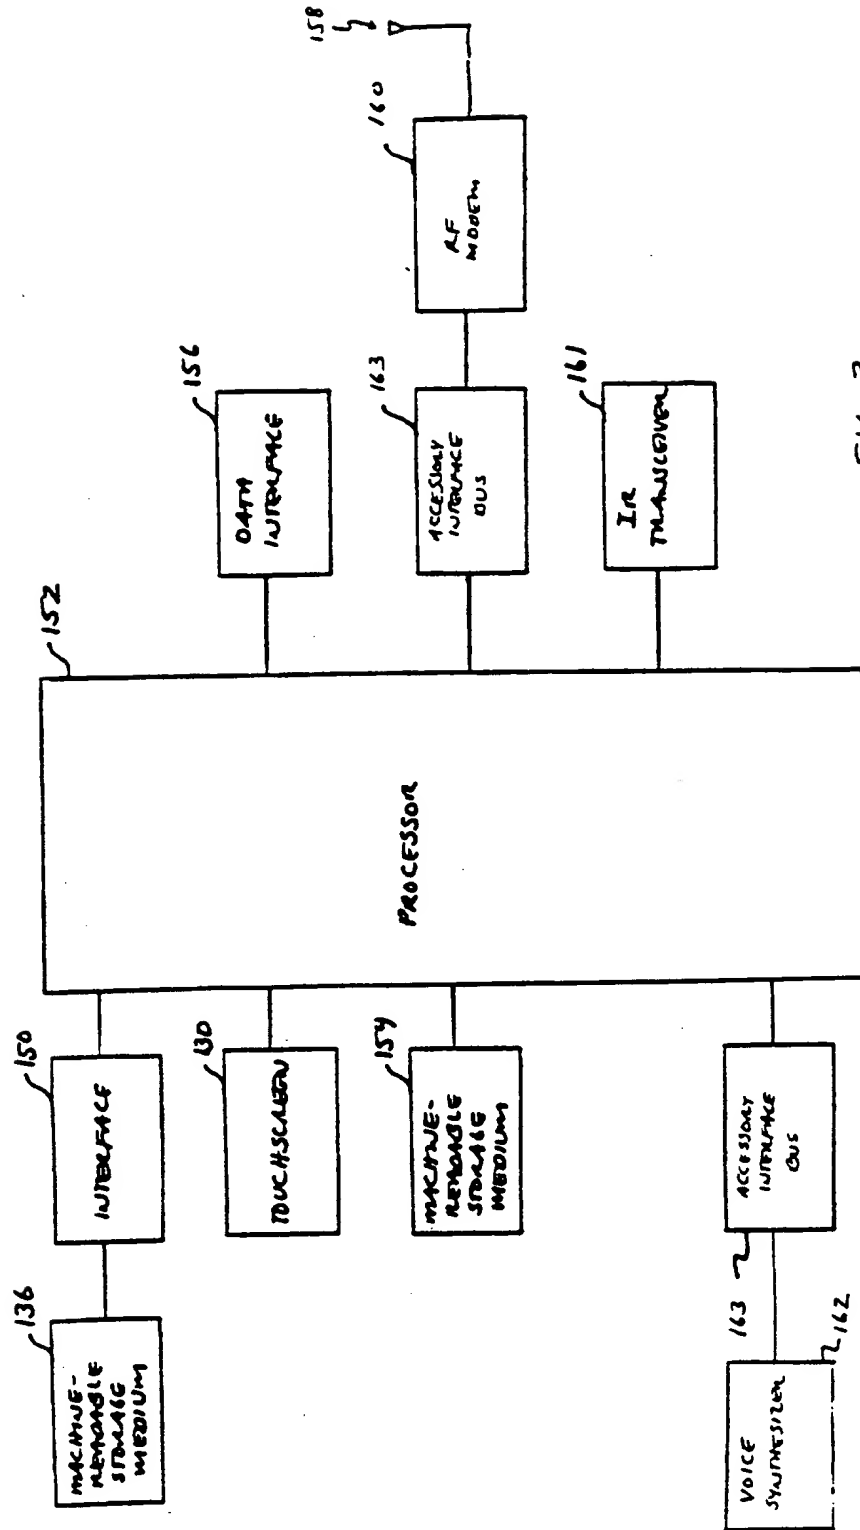 136
MACHINE-
READABLE
STORAGE
MEDIUM
150
INTERFACE
130
TOUCHSCREEN
154
MACHINE-
READABLE
STORAGE
MEDIUM
163
ACCESSORY
INTERFACE
BUS
162
VOICE
SYNTHESIZER
152
PROCESSOR
156
DATA
INTERFACE
163
ACCESSORY
INTERFACE
BUS
160
RF
MODEM
158
161
IR
TRANSCEIVER